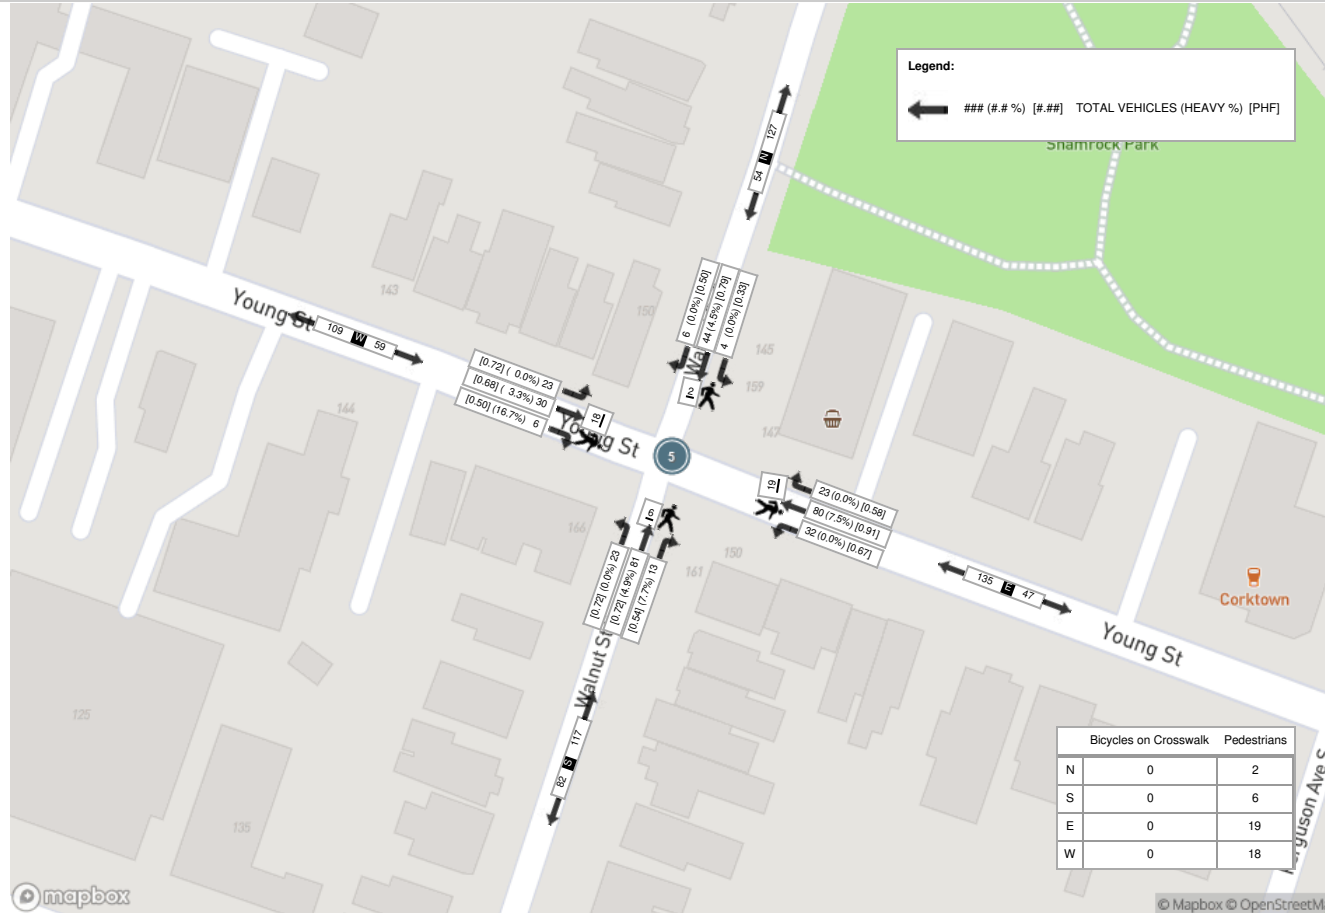 Legend:
### (#.# %) [#.##] TOTAL VEHICLES (HEAVY %) [PHF]
Shamrock Park
54 N 127
6 (0.0%) [0.50]
44 (4.5%) [0.79]
4 (0.0%) [0.33]
Wa
2
143
150
145
159
147
Young St
109 W 59
[0.72] ( 0.0%) 23
[0.68] ( 3.3%) 30
[0.50] (16.7%) 6
18
Young St
144
5
19
23 (0.0%) [0.58]
80 (7.5%) [0.91]
32 (0.0%) [0.67]
6
166
150
161
[0.72] (0.0%) 23
[0.72] (4.9%) 81
[0.54] (7.7%) 13
135 E 47
Corktown
Young St
Walnut St
82 S 117
125
135
Bicycles on Crosswalk Pedestrians
N 0 2
S 0 6
E 0 19
W 0 18
erguson Ave S
mapbox
© Mapbox © OpenStreetM